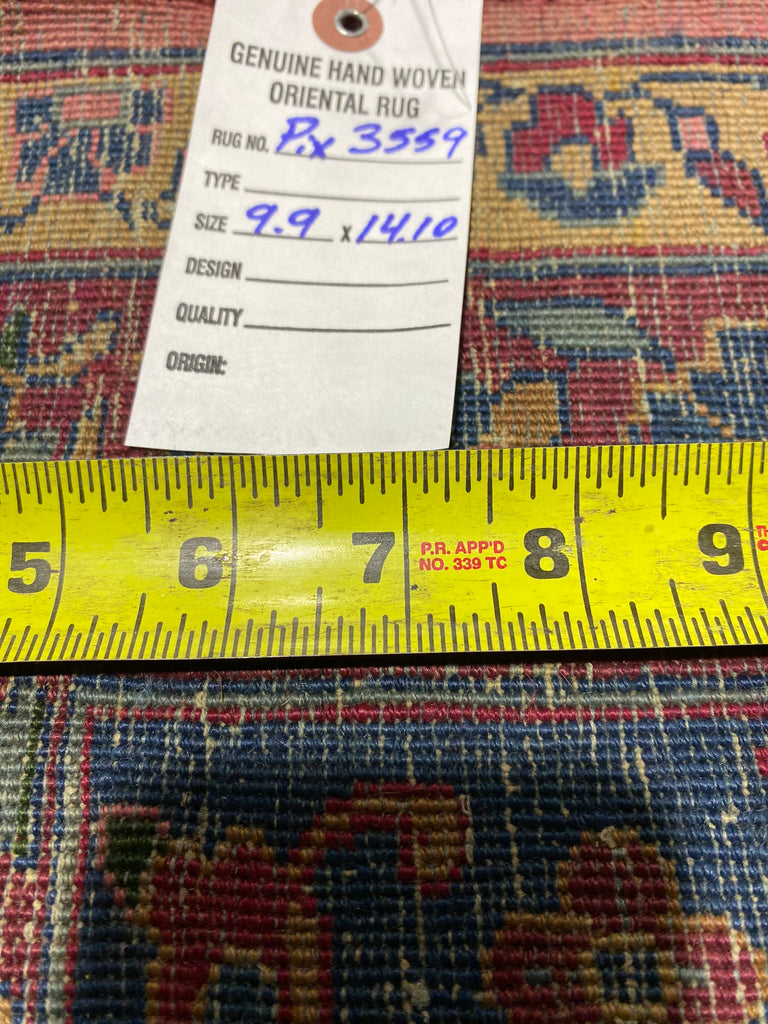 GENUINE HAND WOVEN
ORIENTAL RUG
RUG NO. Pix 3559
TYPE
SIZE 9.9 x 14.10
DESIGN
QUALITY
ORIGIN:
5 6 7 P.R. APP'D 8 9
NO. 339 TC